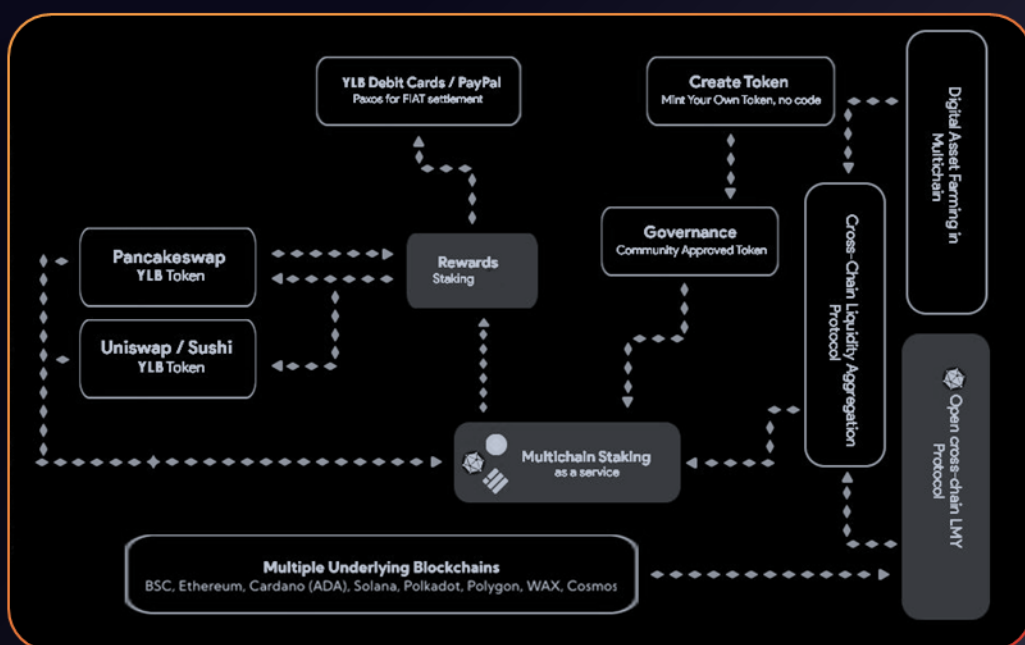 YLB Debit Cards / PayPal
Paxos for FIAT settlement
Create Token
Mint Your Own Token, no code
Digital Asset Farming in
Multichain
Governance
Community Approved Token
Cross-Chain Liquidity Aggregation
Protocol
Pancakeswap
YLB Token
Rewards
Staking
Uniswap / Sushi
YLB Token
Open cross-chain LMY
Protocol
Multichain Staking
as a service
Multiple Underlying Blockchains
BSC, Ethereum, Cardano (ADA), Solana, Polkadot, Polygon, WAX, Cosmos